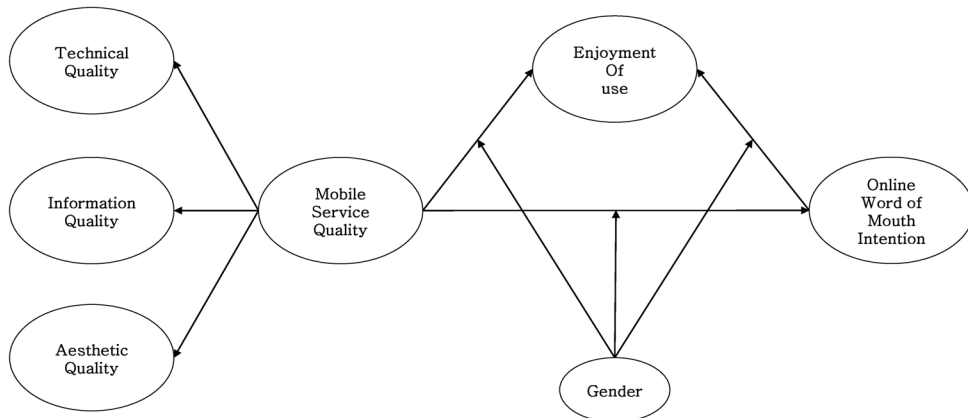 Technical
Quality
Enjoyment
Of
use
Information
Quality
Mobile
Service
Quality
Online
Word of
Mouth
Intention
Aesthetic
Quality
Gender